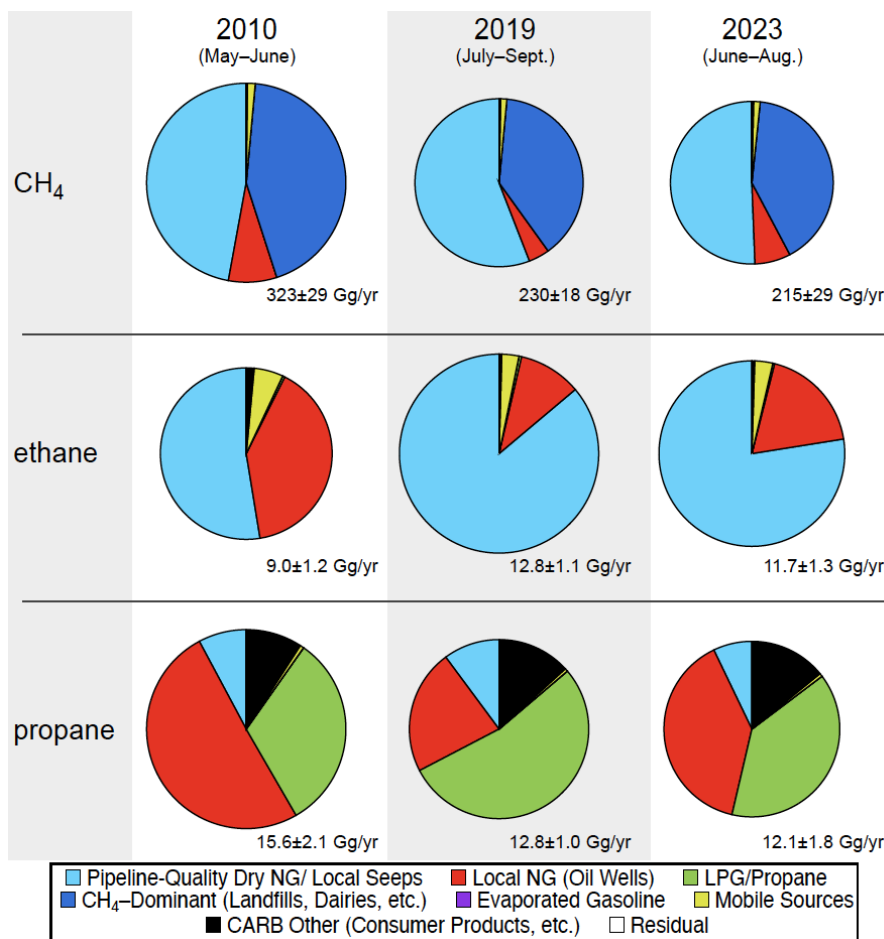 2010 2019 2023
(May–June) (July–Sept.) (June–Aug.)
CH₄
323±29 Gg/yr 230±18 Gg/yr 215±29 Gg/yr
ethane
9.0±1.2 Gg/yr 12.8±1.1 Gg/yr 11.7±1.3 Gg/yr
propane
15.6±2.1 Gg/yr 12.8±1.0 Gg/yr 12.1±1.8 Gg/yr
Pipeline-Quality Dry NG/ Local Seeps Local NG (Oil Wells) LPG/Propane
CH₄–Dominant (Landfills, Dairies, etc.) Evaporated Gasoline Mobile Sources
CARB Other (Consumer Products, etc.) Residual